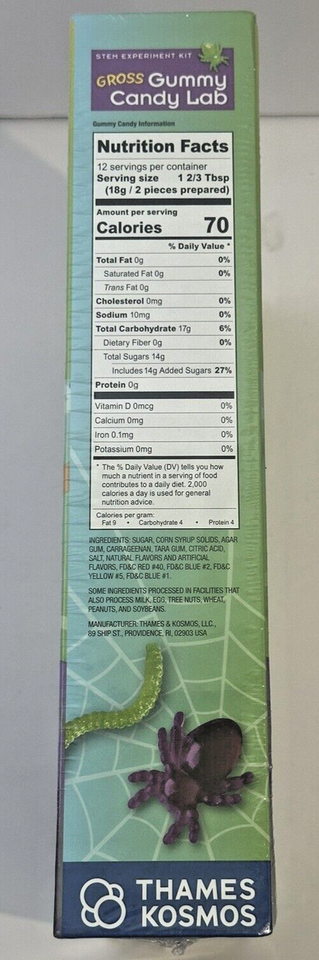 STEM EXPERIMENT KIT
GROSS Gummy
Candy Lab
Gummy Candy Information
Nutrition Facts
12 servings per container
Serving size 1 2/3 Tbsp
(18g / 2 pieces prepared)
Amount per serving
Calories 70
% Daily Value *
Total Fat 0g 0%
Saturated Fat 0g 0%
Trans Fat 0g
Cholesterol 0mg 0%
Sodium 10mg 0%
Total Carbohydrate 17g 6%
Dietary Fiber 0g 0%
Total Sugars 14g
Includes 14g Added Sugars 27%
Protein 0g
Vitamin D 0mcg 0%
Calcium 0mg 0%
Iron 0.1mg 0%
Potassium 0mg 0%
* The % Daily Value (DV) tells you how
much a nutrient in a serving of food
contributes to a daily diet. 2,000
calories a day is used for general
nutrition advice.
Calories per gram:
Fat 9 • Carbohydrate 4 • Protein 4
INGREDIENTS: SUGAR, CORN SYRUP SOLIDS, AGAR
GUM, CARRAGEENAN, TARA GUM, CITRIC ACID,
SALT, NATURAL FLAVORS AND ARTIFICIAL
FLAVORS, FD&C RED #40, FD&C BLUE #2, FD&C
YELLOW #5, FD&C BLUE #1.
SOME INGREDIENTS PROCESSED IN FACILITIES THAT
ALSO PROCESS MILK, EGG, TREE NUTS, WHEAT,
PEANUTS, AND SOYBEANS.
MANUFACTURER: THAMES & KOSMOS, LLC.,
89 SHIP ST., PROVIDENCE, RI, 02903 USA
THAMES
KOSMOS